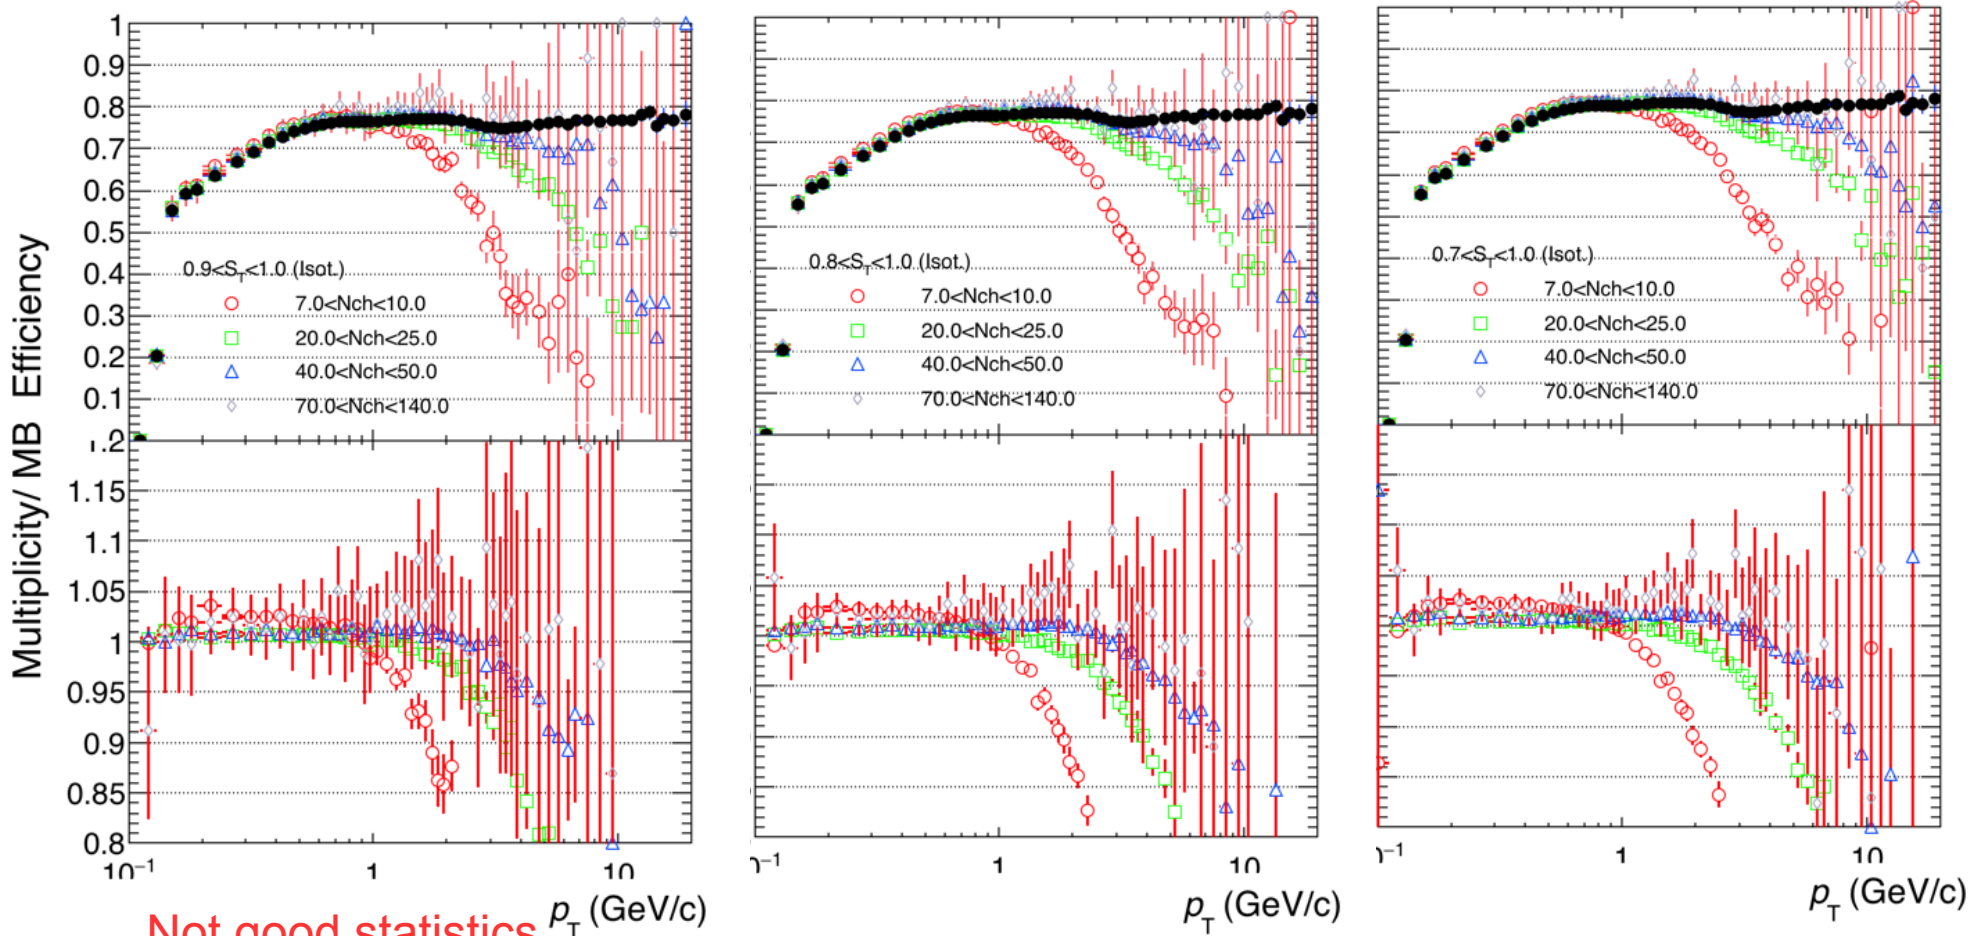 Multiplicity/ MB Efficiency
1
0.9
0.8
0.7
0.6
0.5
0.4
0.3
0.2
0.1
0
0.9<S_T<1.0 (Isot.)
7.0<Nch<10.0
20.0<Nch<25.0
40.0<Nch<50.0
70.0<Nch<140.0
1.2
1.15
1.1
1.05
1
0.95
0.9
0.85
0.8
10⁻¹ 1 10
p_T (GeV/c)
0.8<S_T<1.0 (Isot.)
7.0<Nch<10.0
20.0<Nch<25.0
40.0<Nch<50.0
70.0<Nch<140.0
0⁻¹ 1 10
p_T (GeV/c)
0.7<S_T<1.0 (Isot.)
7.0<Nch<10.0
20.0<Nch<25.0
40.0<Nch<50.0
70.0<Nch<140.0
0⁻¹ 1 10
p_T (GeV/c)
Not good statistics